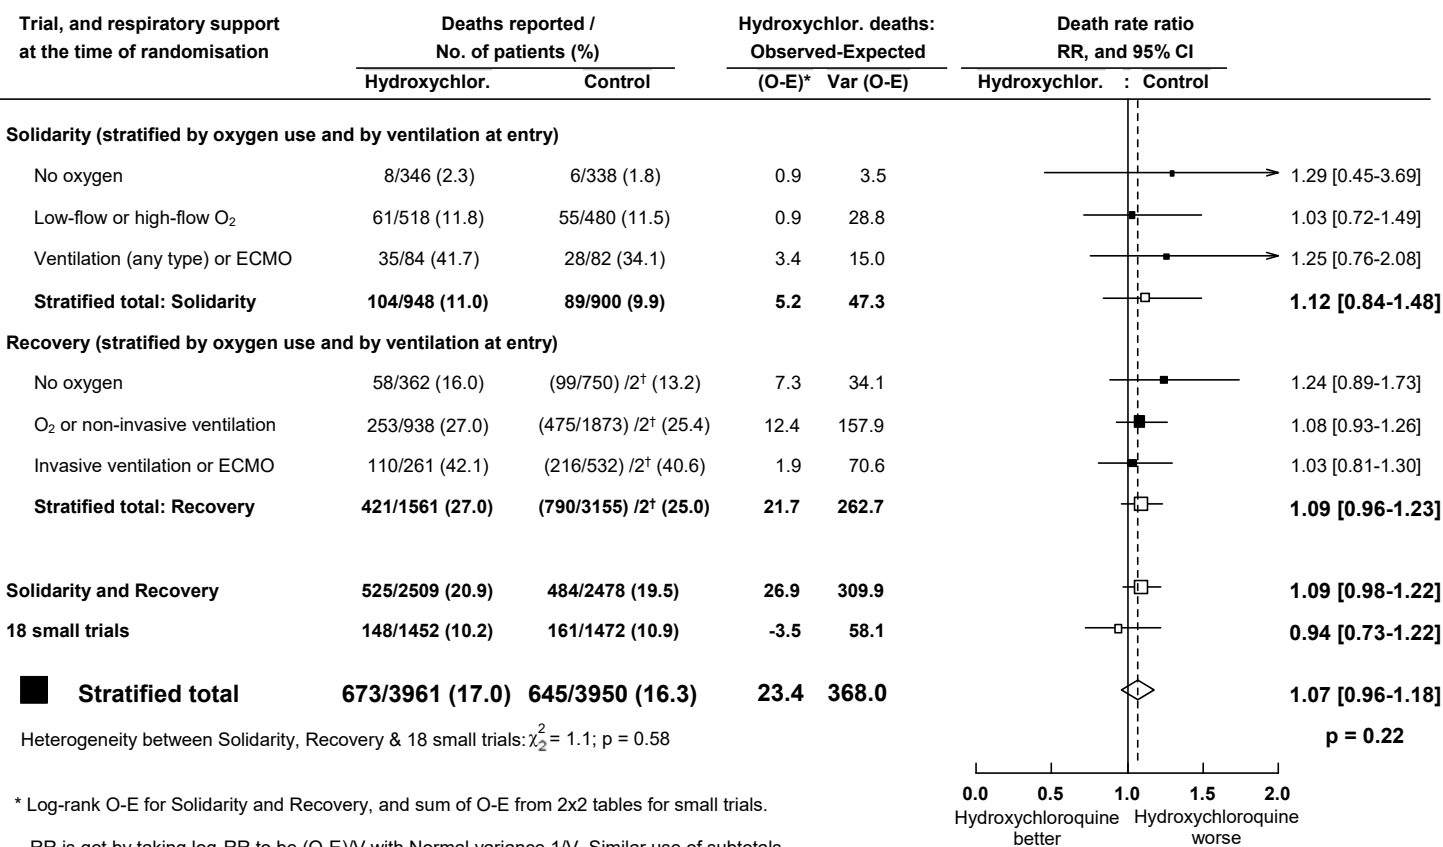 Trial, and respiratory support at the time of randomisation
Deaths reported / No. of patients (%)
Hydroxychlor. deaths: Observed-Expected
Death rate ratio RR, and 95% CI
Hydroxychlor. Control (O-E)* Var (O-E) Hydroxychlor. : Control
Solidarity (stratified by oxygen use and by ventilation at entry)
No oxygen 8/346 (2.3) 6/338 (1.8) 0.9 3.5 1.29 [0.45-3.69]
Low-flow or high-flow O₂ 61/518 (11.8) 55/480 (11.5) 0.9 28.8 1.03 [0.72-1.49]
Ventilation (any type) or ECMO 35/84 (41.7) 28/82 (34.1) 3.4 15.0 1.25 [0.76-2.08]
Stratified total: Solidarity 104/948 (11.0) 89/900 (9.9) 5.2 47.3 1.12 [0.84-1.48]
Recovery (stratified by oxygen use and by ventilation at entry)
No oxygen 58/362 (16.0) (99/750) /2† (13.2) 7.3 34.1 1.24 [0.89-1.73]
O₂ or non-invasive ventilation 253/938 (27.0) (475/1873) /2† (25.4) 12.4 157.9 1.08 [0.93-1.26]
Invasive ventilation or ECMO 110/261 (42.1) (216/532) /2† (40.6) 1.9 70.6 1.03 [0.81-1.30]
Stratified total: Recovery 421/1561 (27.0) (790/3155) /2† (25.0) 21.7 262.7 1.09 [0.96-1.23]
Solidarity and Recovery 525/2509 (20.9) 484/2478 (19.5) 26.9 309.9 1.09 [0.98-1.22]
18 small trials 148/1452 (10.2) 161/1472 (10.9) -3.5 58.1 0.94 [0.73-1.22]
Stratified total 673/3961 (17.0) 645/3950 (16.3) 23.4 368.0 1.07 [0.96-1.18]
Heterogeneity between Solidarity, Recovery & 18 small trials: χ²₂ = 1.1; p = 0.58 p = 0.22
0.0 0.5 1.0 1.5 2.0
* Log-rank O-E for Solidarity and Recovery, and sum of O-E from 2x2 tables for small trials.
Hydroxychloroquine better
Hydroxychloroquine worse
RR is got by taking log RR to be (O-E)/V with Normal variance 1/V. Similar use of subtotals